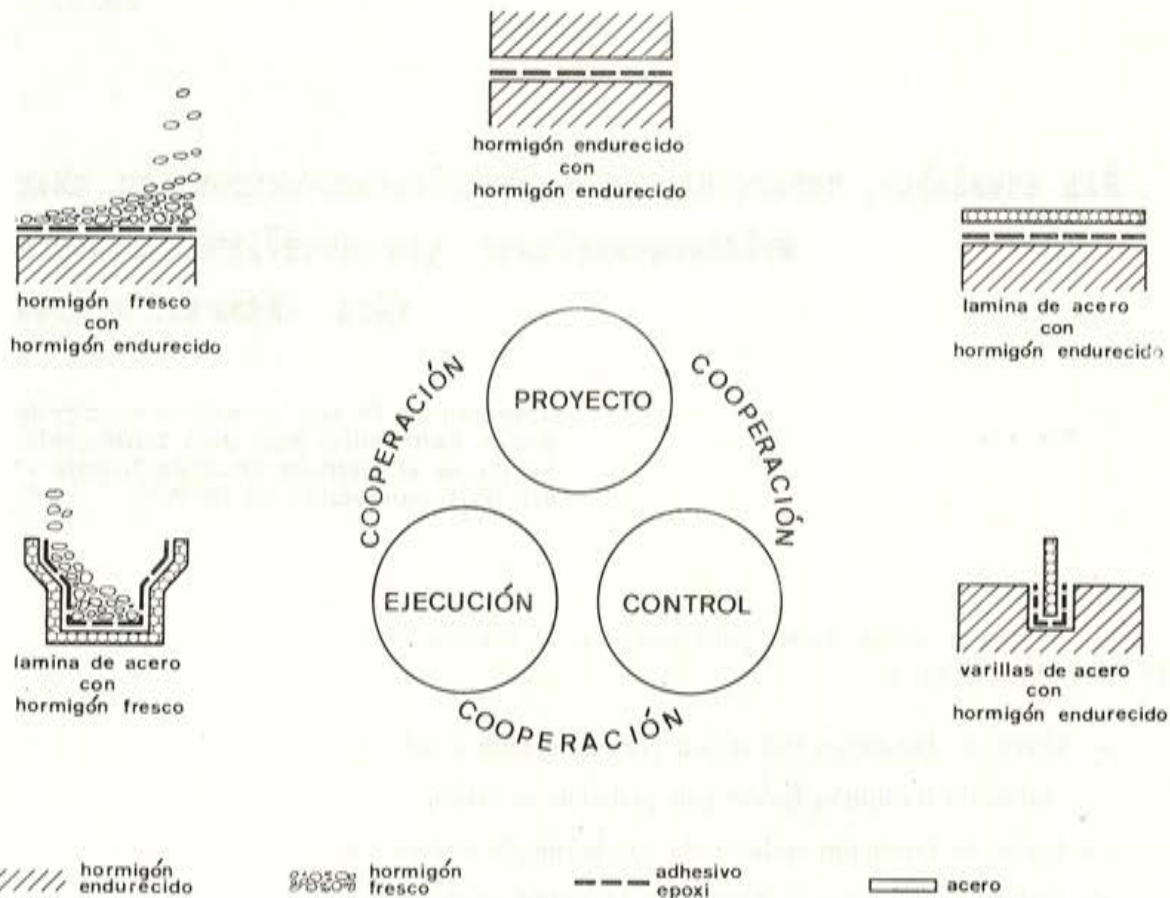 hormigón endurecido
con
hormigón endurecido
hormigón fresco
con
hormigón endurecido
lamina de acero
con
hormigón endurecido
COOPERACIÓN
PROYECTO
COOPERACIÓN
EJECUCIÓN
CONTROL
COOPERACIÓN
lamina de acero
con
hormigón fresco
varillas de acero
con
hormigón endurecido
hormigón
endurecido
hormigón
fresco
adhesivo
epoxi
acero